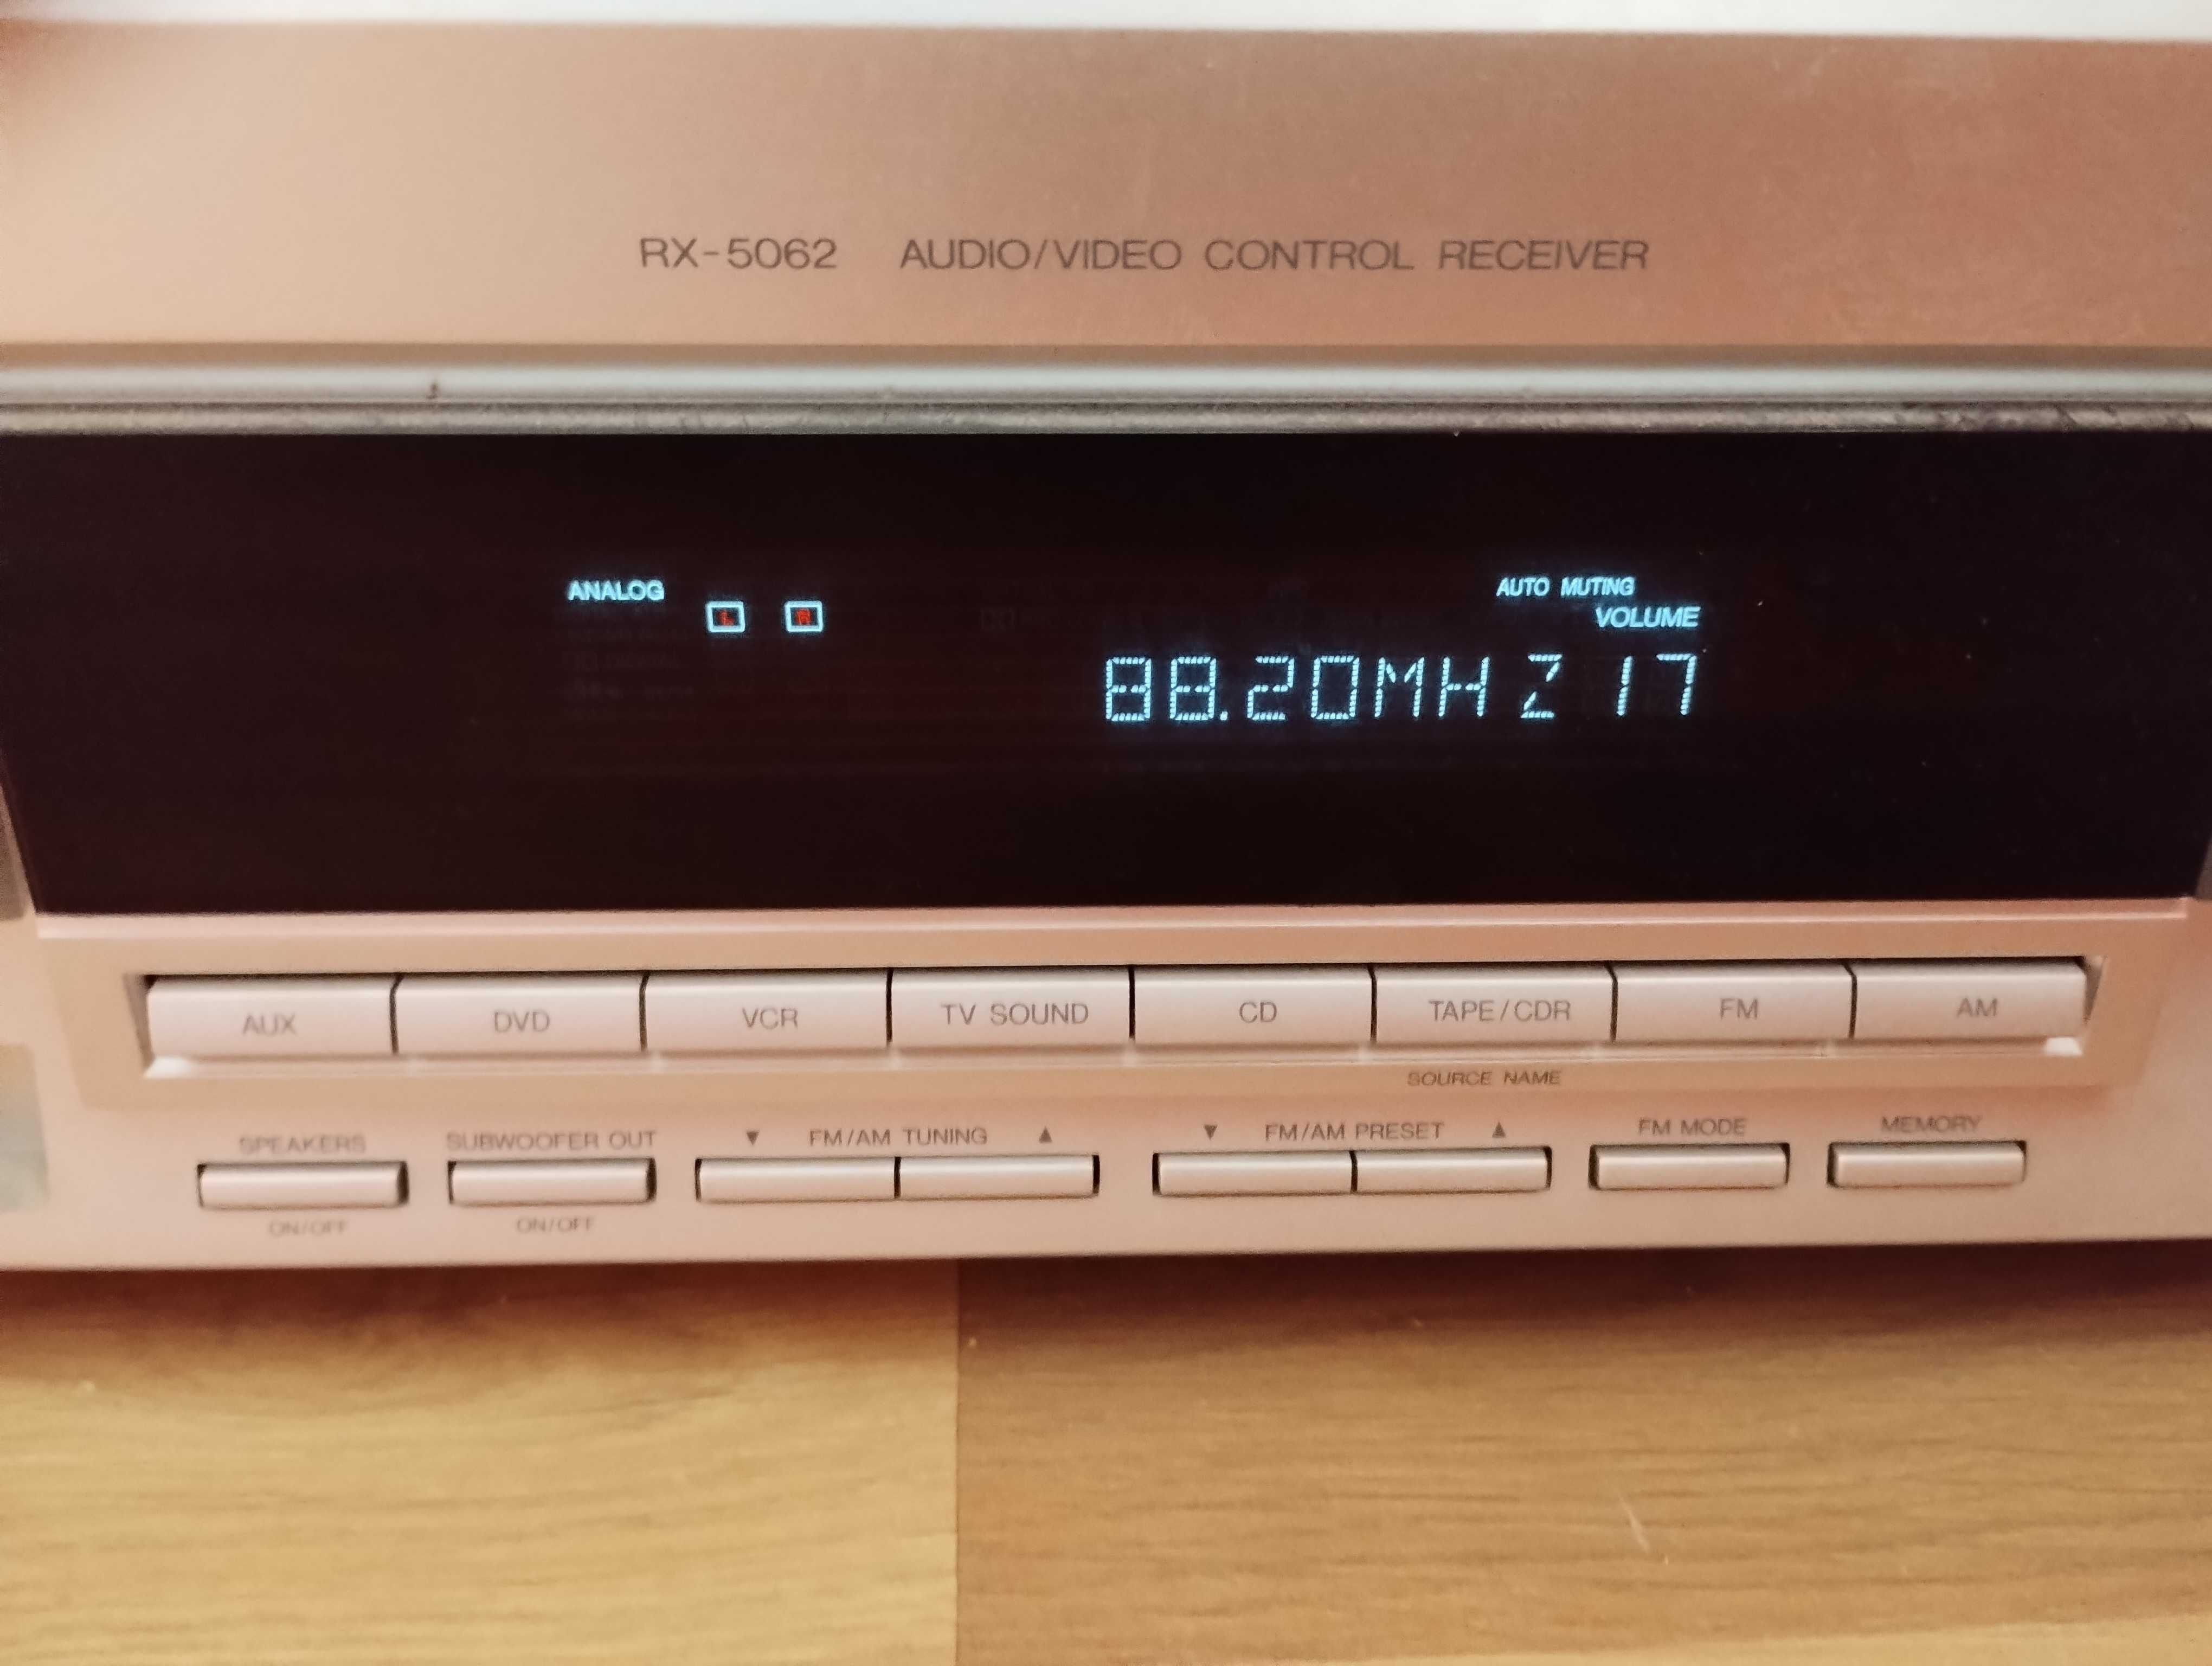 RX-5062 AUDIO/VIDEO CONTROL RECEIVER
ANALOG AUTO MUTING
L R VOLUME
88.20MHZ 17
AUX DVD VCR TV SOUND CD TAPE/CDR FM AM
SOURCE NAME
SPEAKERS SUBWOOFER OUT ▼ FM/AM TUNING ▲ ▼ FM/AM PRESET ▲ FM MODE MEMORY
ON/OFF ON/OFF